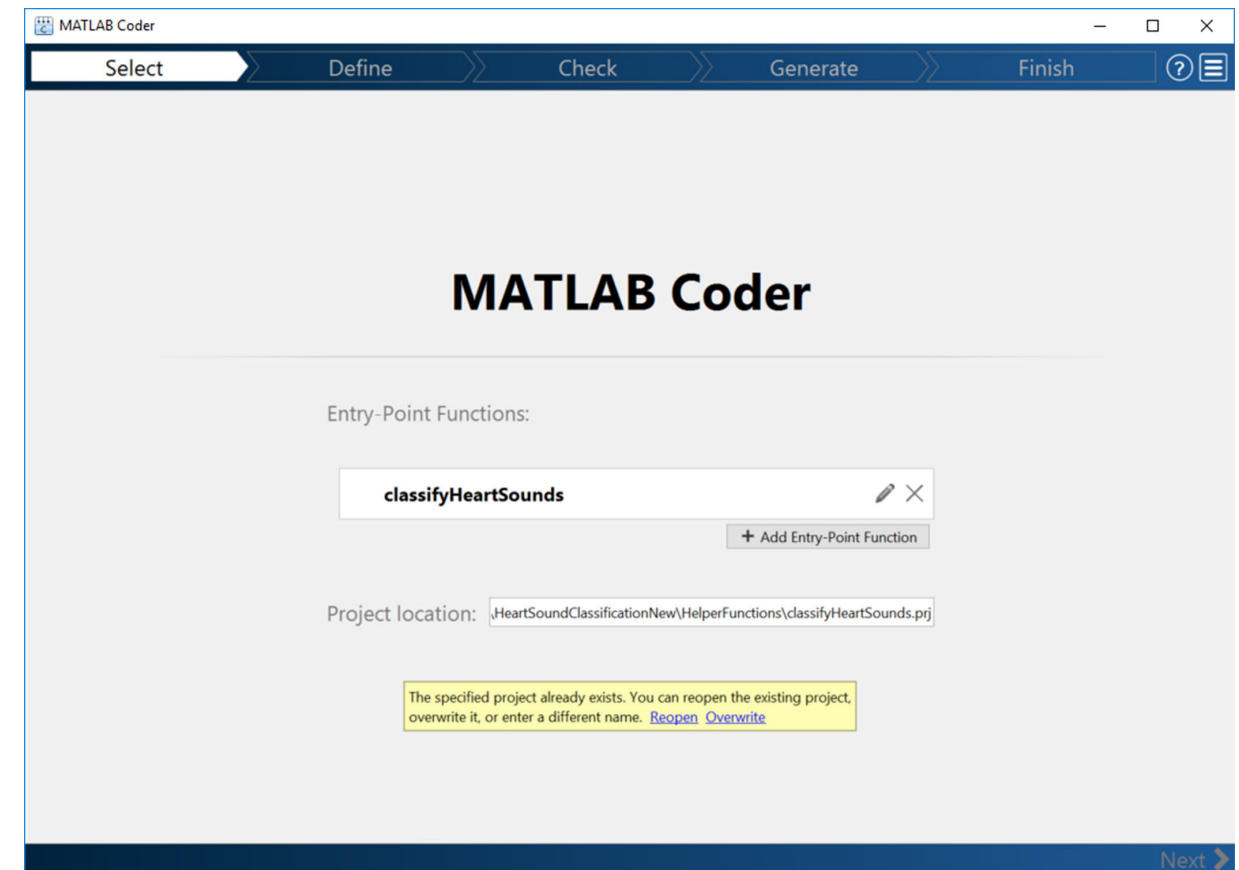 MATLAB Coder
Select
Define
Check
Generate
Finish
?
MATLAB Coder
Entry-Point Functions:
classifyHeartSounds
+ Add Entry-Point Function
Project location: \HeartSoundClassificationNew\HelperFunctions\classifyHeartSounds.prj
The specified project already exists. You can reopen the existing project,
overwrite it, or enter a different name. Reopen Overwrite
Next